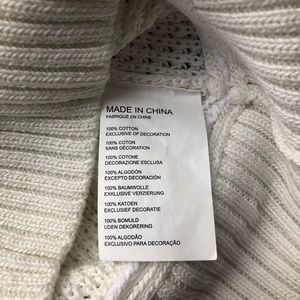 MADE IN CHINA
FABRIQUÉ EN CHINE
100% COTTON
EXCLUSIVE OF DECORATION
100% COTON
SANS DÉCORATION
100% COTONE
DECORAZIONE ESCLUSA
100% ALGODÓN
EXCEPTO DECORACIÓN
100% BAUMWOLLE
EXKLUSIVE VERZIERUNG
100% KATOEN
EXCLUSIEF DECORATIE
100% BOMULD
UDEN DEKORERING
100% ALGODÃO
EXCLUSIVO PARA DECORAÇÃO